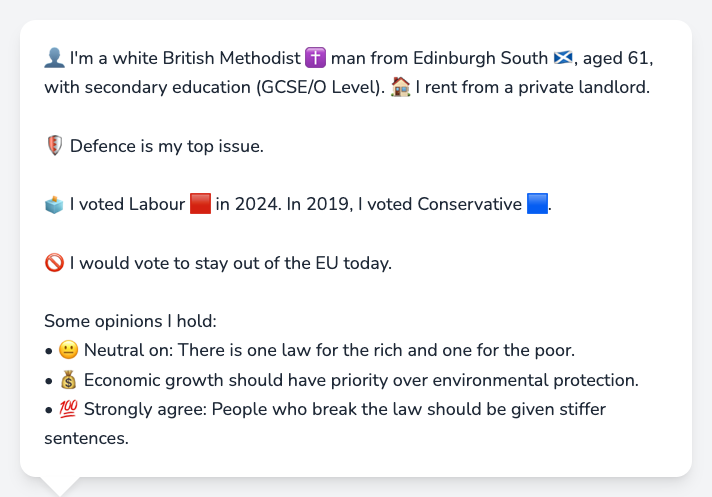 👤 I'm a white British Methodist ✝️ man from Edinburgh South 🏴󠁧󠁢󠁳󠁣󠁴󠁿, aged 61,
with secondary education (GCSE/O Level). 🏠 I rent from a private landlord.
🛡️ Defence is my top issue.
🗳️ I voted Labour 🟥 in 2024. In 2019, I voted Conservative 🟦.
🚫 I would vote to stay out of the EU today.
Some opinions I hold:
• 😐 Neutral on: There is one law for the rich and one for the poor.
• 💰 Economic growth should have priority over environmental protection.
• 💯 Strongly agree: People who break the law should be given stiffer
sentences.